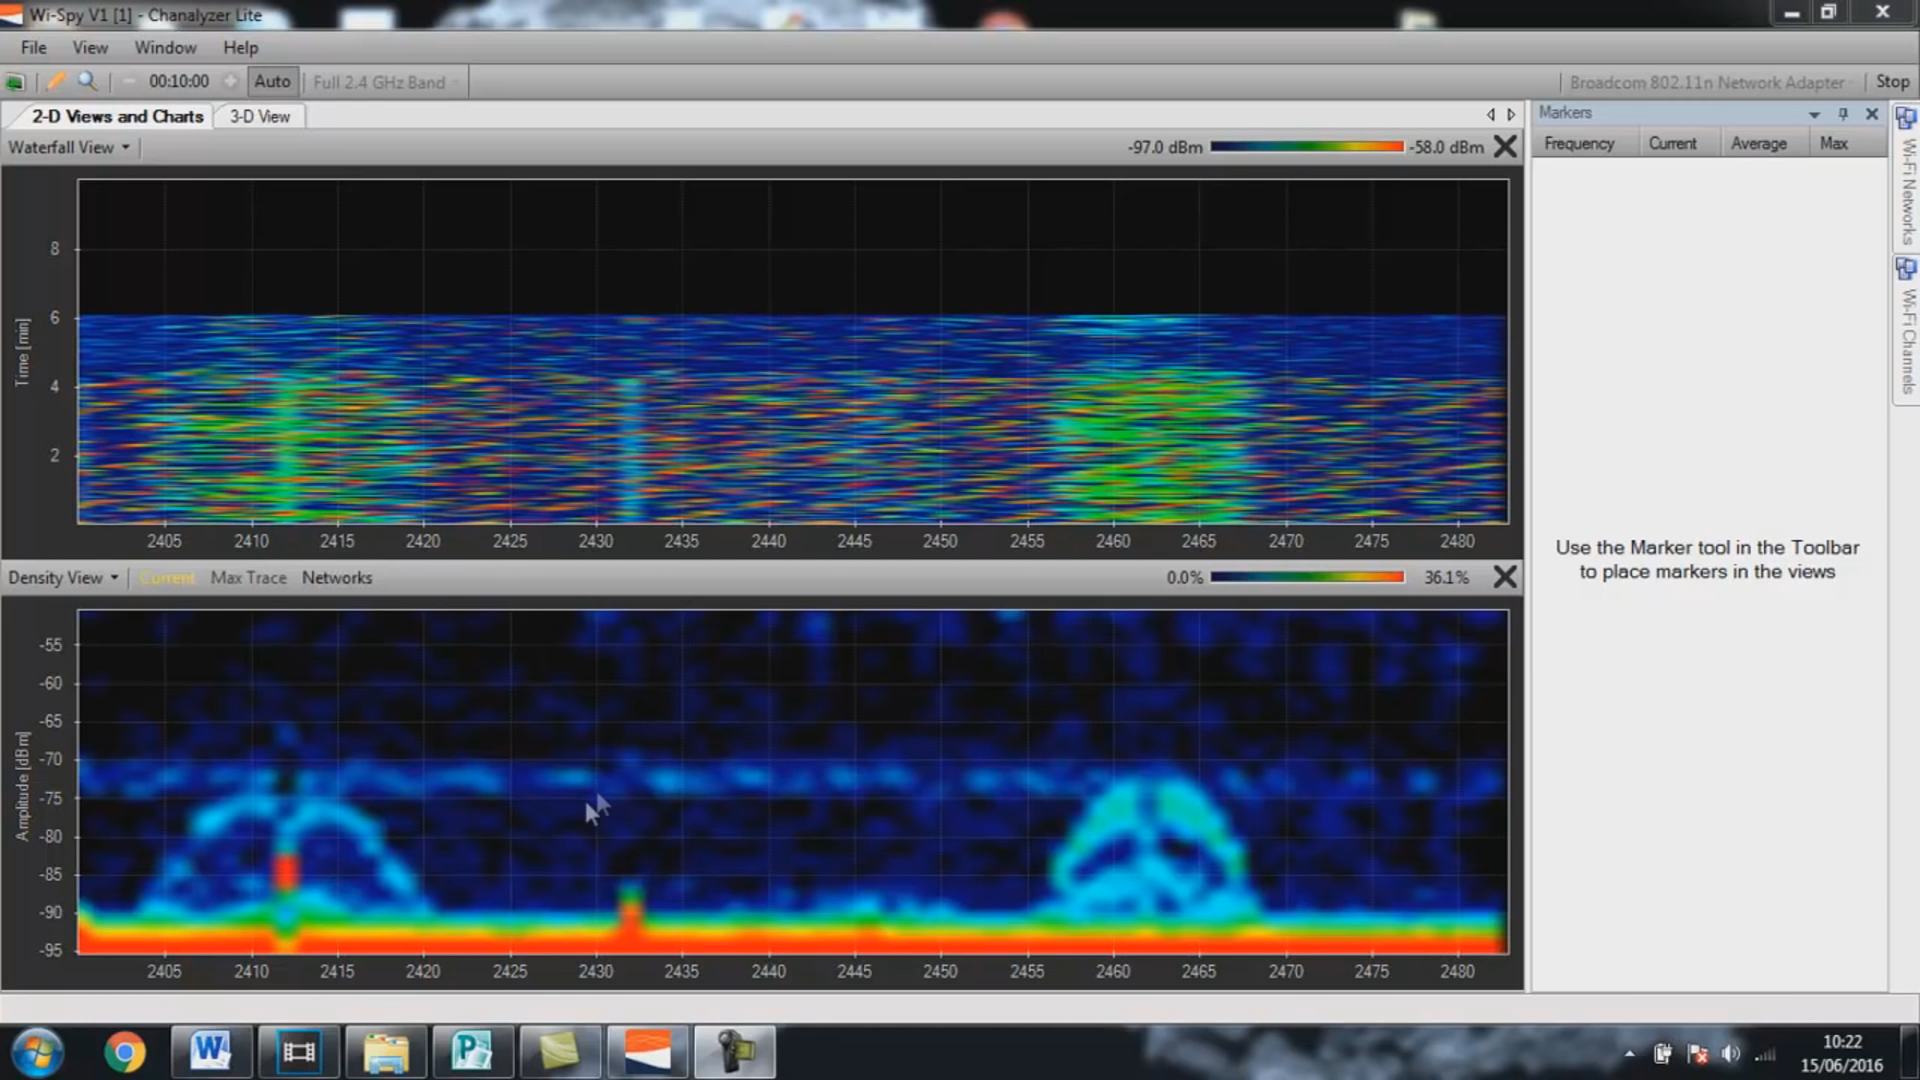 Wi-Spy V1 [1] - Chanalyzer Lite
File View Window Help
00:10:00 Auto Full 2.4 GHz Band Broadcom 802.11n Network Adapter Stop
2-D Views and Charts 3-D View
Waterfall View -97.0 dBm -58.0 dBm
Time [min]
8
6
4
2
2405 2410 2415 2420 2425 2430 2435 2440 2445 2450 2455 2460 2465 2470 2475 2480
Density View Current Max Trace Networks 0.0% 36.1%
Amplitude [dBm]
-55
-60
-65
-70
-75
-80
-85
-90
-95
2405 2410 2415 2420 2425 2430 2435 2440 2445 2450 2455 2460 2465 2470 2475 2480
Markers
Frequency Current Average Max
Use the Marker tool in the Toolbar
to place markers in the views
Wi-Fi Networks
Wi-Fi Channels
W
P
10:22
15/06/2016